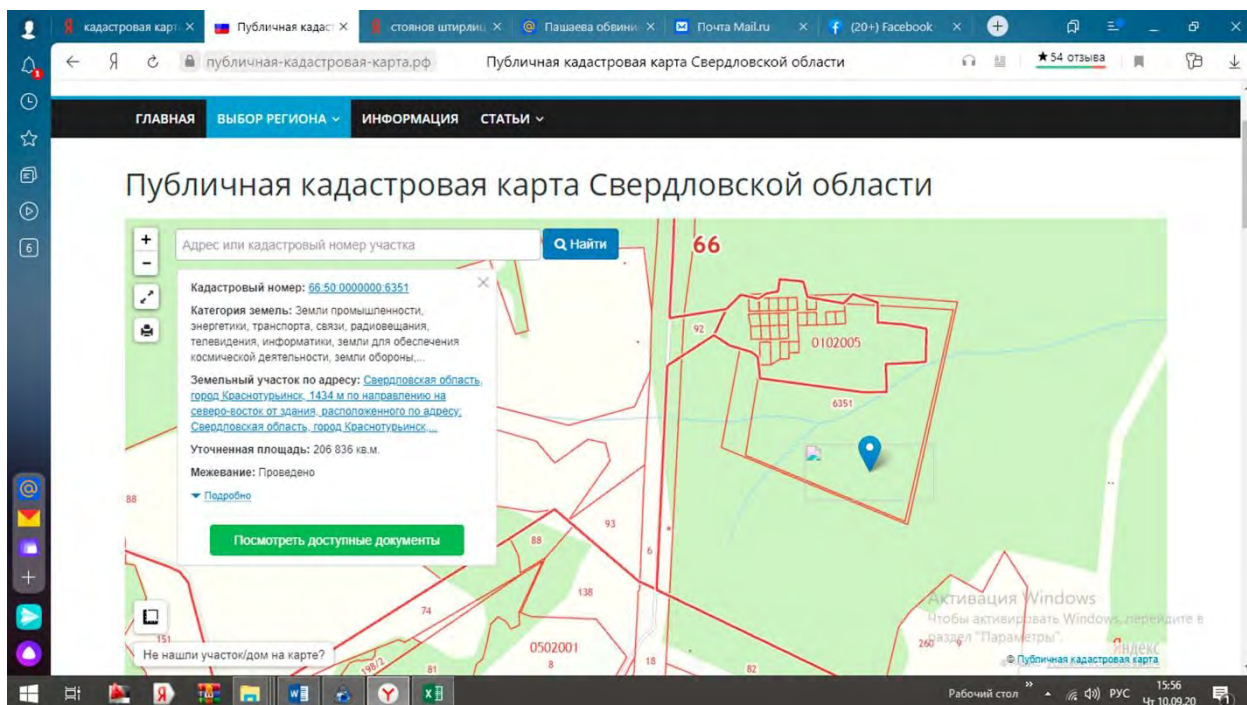 кадастровая карт
Публичная кадаст
стоянов штирлиц
Пашаева обвини
Почта Mail.ru
(20+) Facebook
публичная-кадастровая-карта.рф
Публичная кадастровая карта Свердловской области
★54 отзыва
ГЛАВНАЯ
ВЫБОР РЕГИОНА
ИНФОРМАЦИЯ
СТАТЬИ
Публичная кадастровая карта Свердловской области
Адрес или кадастровый номер участка
Найти
66
Кадастровый номер: 66:50:0000000:6351
Категория земель: Земли промышленности,
энергетики, транспорта, связи, радиовещания,
телевидения, информатики, земли для обеспечения
космической деятельности, земли обороны,...
Земельный участок по адресу: Свердловская область,
город Краснотурьинск, 1434 м по направлению на
северо-восток от здания, расположенного по адресу:
Свердловская область, город Краснотурьинск,...
Уточненная площадь: 206 836 кв.м.
Межевание: Проведено
Подробно
Посмотреть доступные документы
92
0102005
6351
88
93
88
6
138
74
151
0502001
8
198/2
81
18
82
260
9
Не нашли участок/дом на карте?
Активация Windows
Чтобы активировать Windows, перейдите в
раздел "Параметры".
Яндекс
© Публичная кадастровая карта
6
Рабочий стол
РУС
15:56
Чт 10.09.20